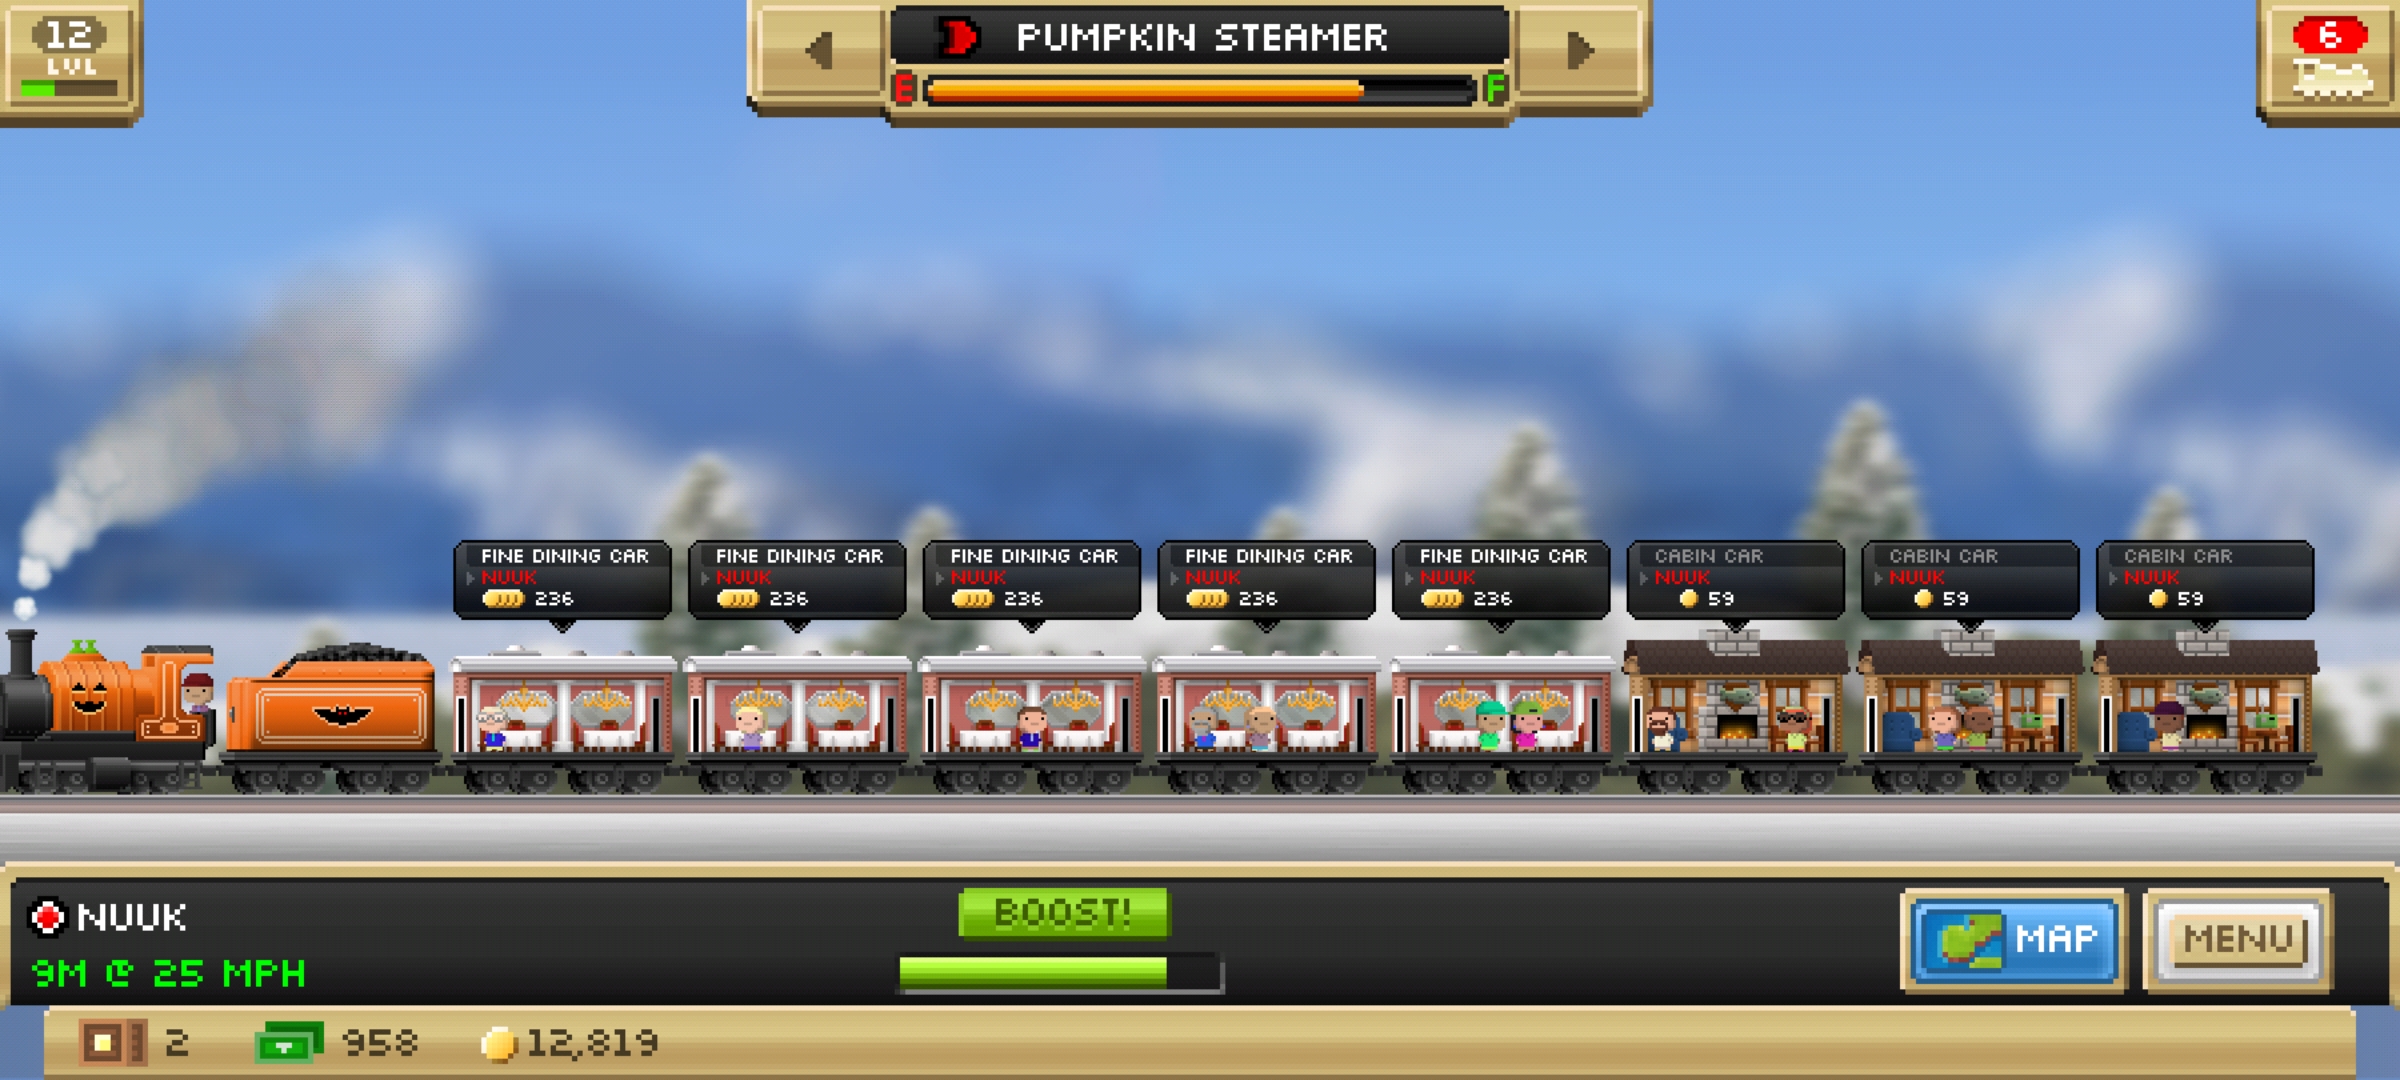 12
LVL
PUMPKIN STEAMER
E F
6
FINE DINING CAR
NUUK
236
FINE DINING CAR
NUUK
236
FINE DINING CAR
NUUK
236
FINE DINING CAR
NUUK
236
FINE DINING CAR
NUUK
236
CABIN CAR
NUUK
59
CABIN CAR
NUUK
59
CABIN CAR
NUUK
59
NUUK
9M @ 25 MPH
BOOST!
MAP
MENU
2 958 12,819